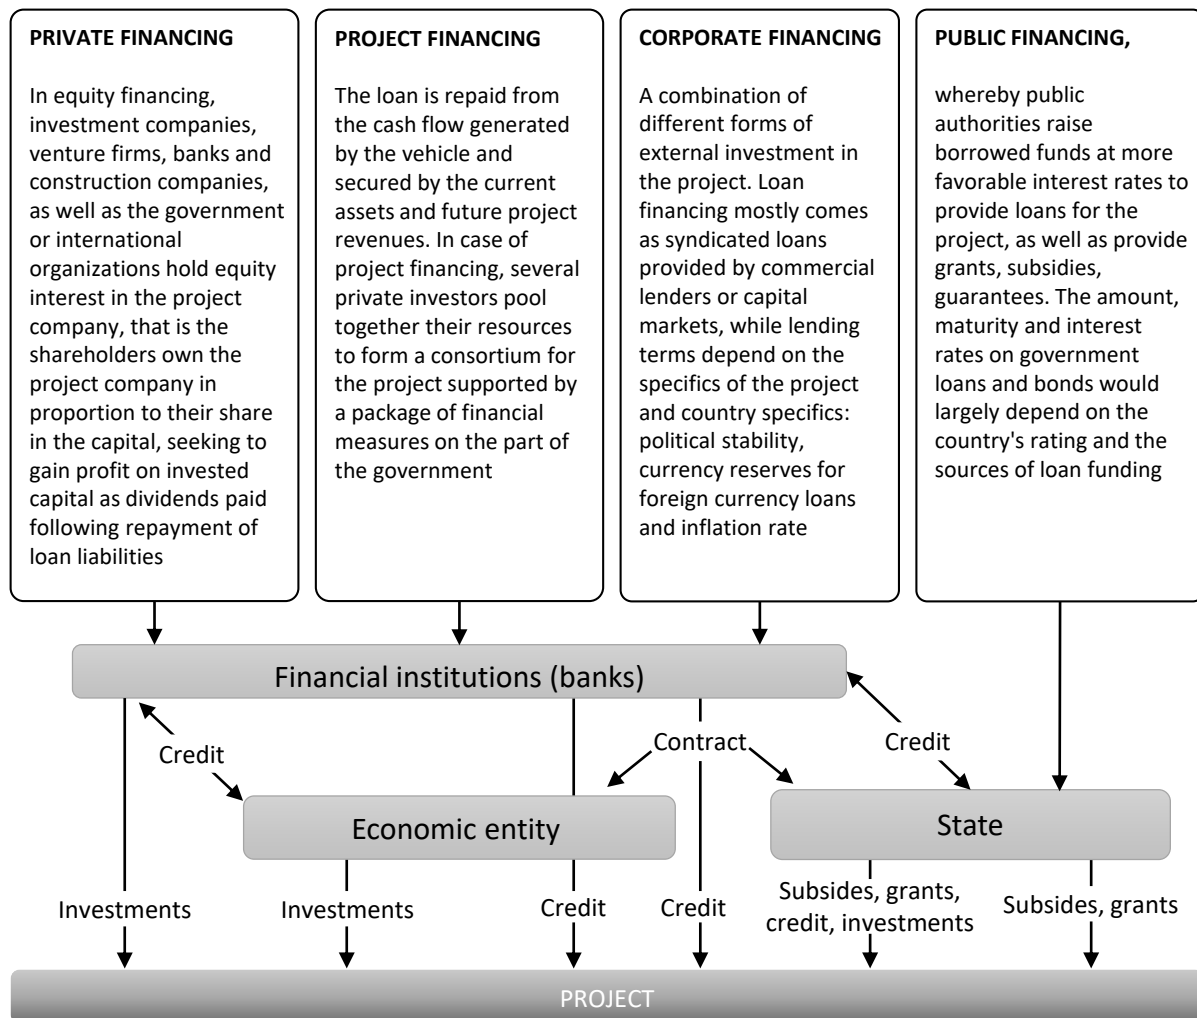 PRIVATE FINANCING
In equity financing,
investment companies,
venture firms, banks and
construction companies,
as well as the government
or international
organizations hold equity
interest in the project
company, that is the
shareholders own the
project company in
proportion to their share
in the capital, seeking to
gain profit on invested
capital as dividends paid
following repayment of
loan liabilities
PROJECT FINANCING
The loan is repaid from
the cash flow generated
by the vehicle and
secured by the current
assets and future project
revenues. In case of
project financing, several
private investors pool
together their resources
to form a consortium for
the project supported by
a package of financial
measures on the part of
the government
CORPORATE FINANCING
A combination of
different forms of
external investment in
the project. Loan
financing mostly comes
as syndicated loans
provided by commercial
lenders or capital
markets, while lending
terms depend on the
specifics of the project
and country specifics:
political stability,
currency reserves for
foreign currency loans
and inflation rate
PUBLIC FINANCING,
whereby public
authorities raise
borrowed funds at more
favorable interest rates to
provide loans for the
project, as well as provide
grants, subsidies,
guarantees. The amount,
maturity and interest
rates on government
loans and bonds would
largely depend on the
country's rating and the
sources of loan funding
Financial institutions (banks)
Credit
Contract
Credit
Economic entity
State
Investments
Investments
Credit
Credit
Subsides, grants,
credit, investments
Subsides, grants
PROJECT